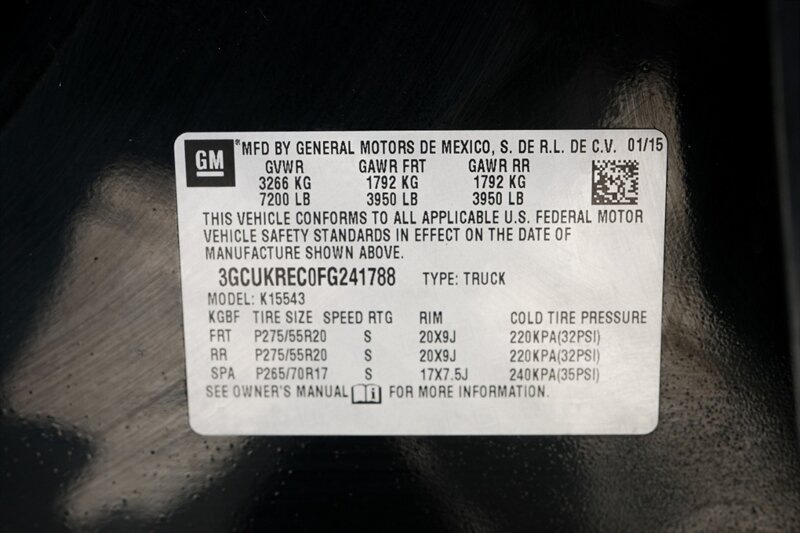 GM ® MFD BY GENERAL MOTORS DE MEXICO, S. DE R.L. DE C.V. 01/15
GVWR GAWR FRT GAWR RR
3266 KG 1792 KG 1792 KG
7200 LB 3950 LB 3950 LB
THIS VEHICLE CONFORMS TO ALL APPLICABLE U.S. FEDERAL MOTOR
VEHICLE SAFETY STANDARDS IN EFFECT ON THE DATE OF
MANUFACTURE SHOWN ABOVE.
3GCUKREC0FG241788 TYPE: TRUCK
MODEL: K15543
KGBF TIRE SIZE SPEED RTG RIM COLD TIRE PRESSURE
FRT P275/55R20 S 20X9J 220KPA(32PSI)
RR P275/55R20 S 20X9J 220KPA(32PSI)
SPA P265/70R17 S 17X7.5J 240KPA(35PSI)
SEE OWNER'S MANUAL i FOR MORE INFORMATION.